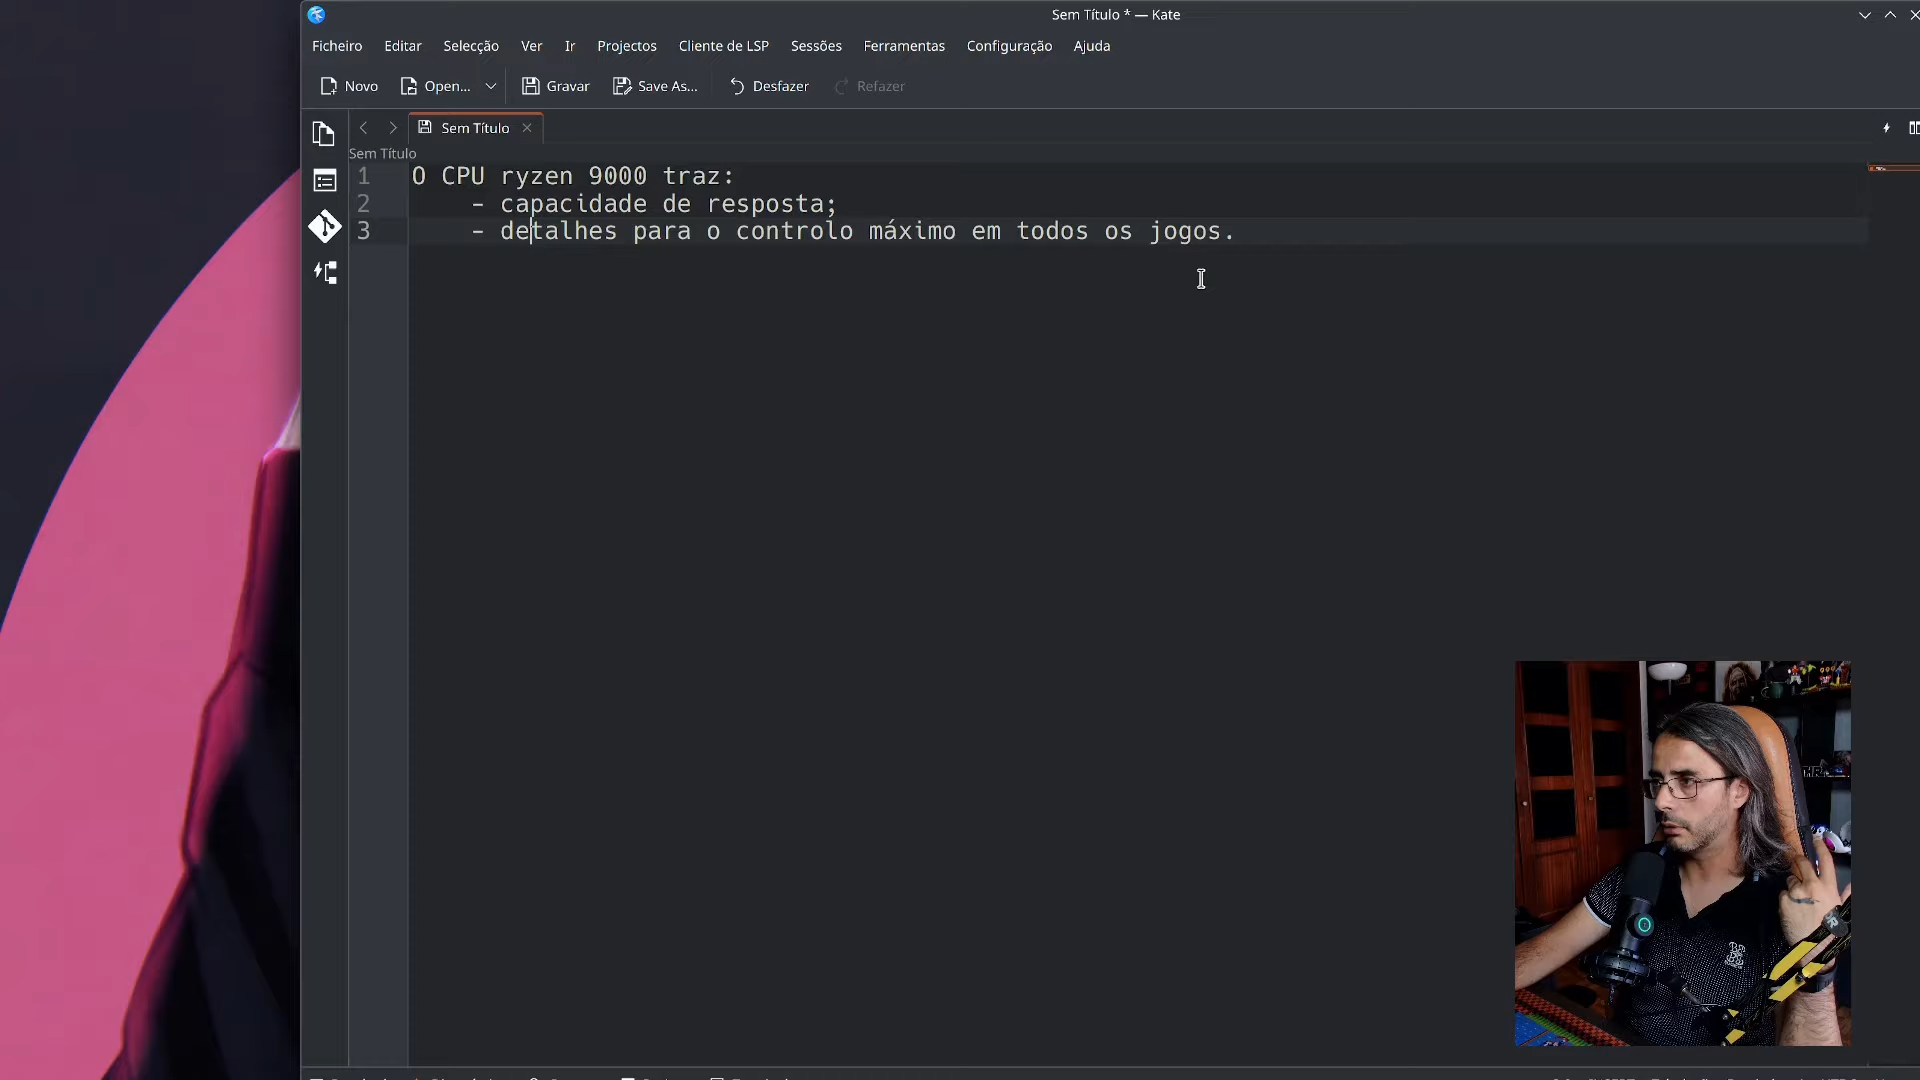 Sem Título * — Kate
Ficheiro Editar Selecção Ver Ir Projectos Cliente de LSP Sessões Ferramentas Configuração Ajuda
Novo Open... Gravar Save As... Desfazer Refazer
Sem Título
Sem Título
1 O CPU ryzen 9000 traz:
2 - capacidade de resposta;
3 - detalhes para o controlo máximo em todos os jogos.